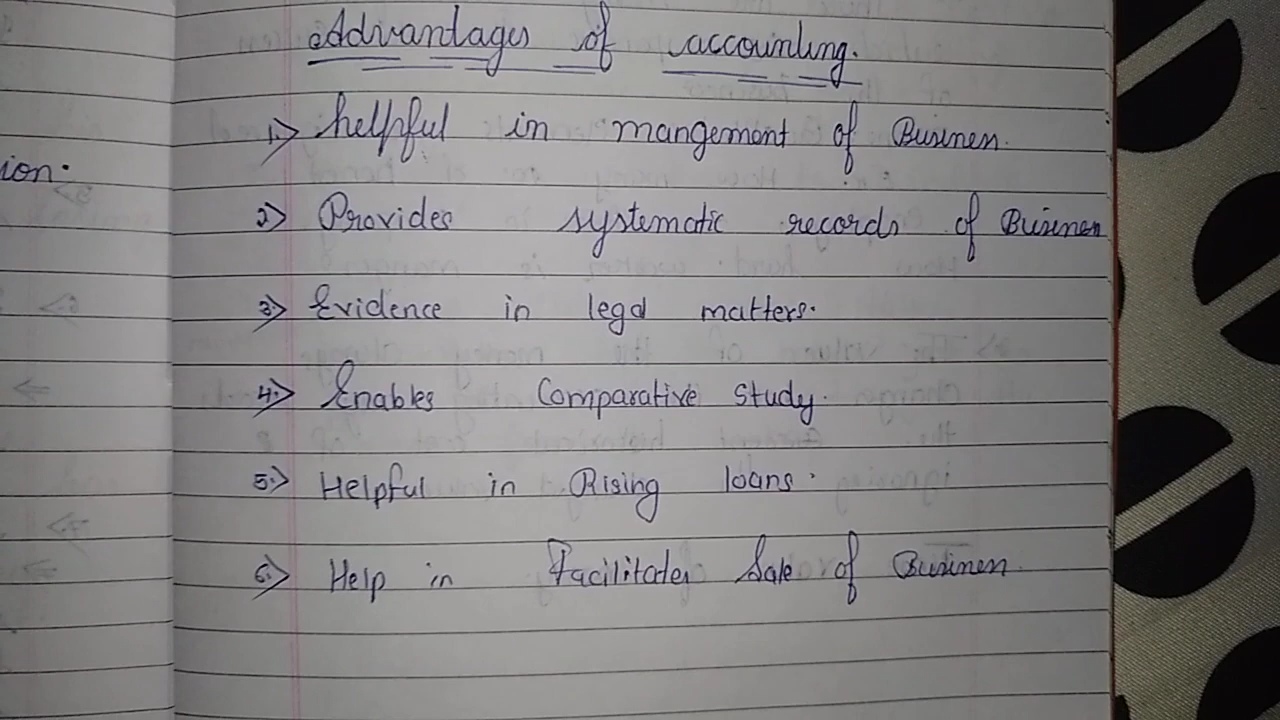 Advantages of accounting.
ion.
1.> helpful in mangement of Business.
2> Provides systematic records of Business
3.> Evidence in legal matters.
4.> Enables Comparative Study.
5.> Helpful in Rising loans.
6.> Help in Facilitates Sale of Business.